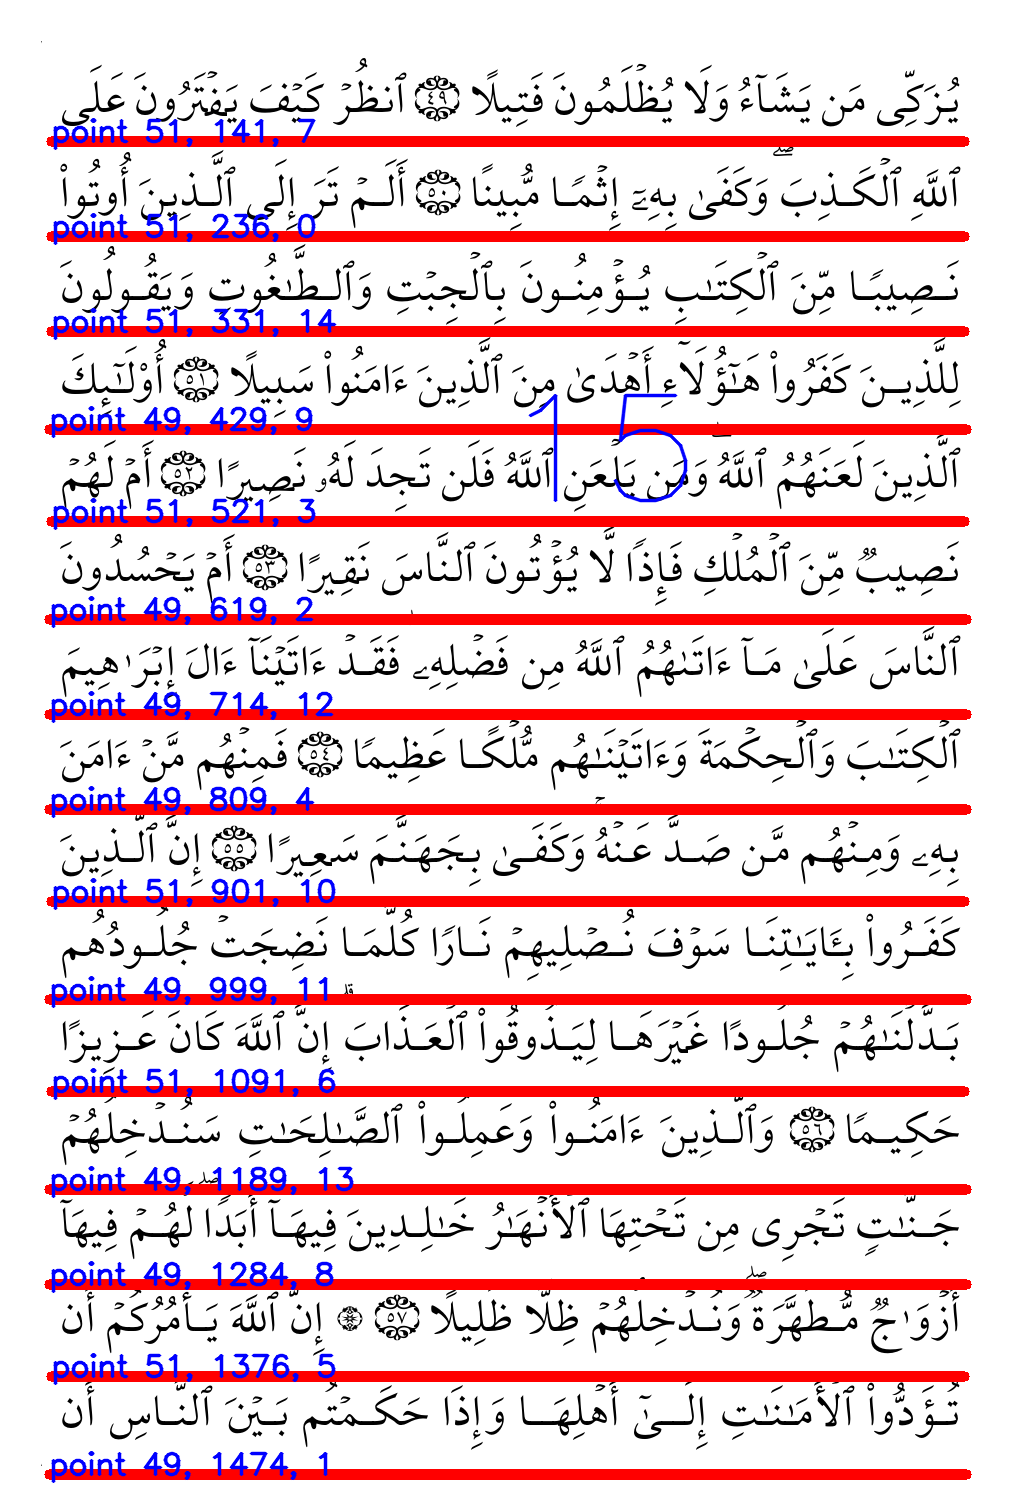 يُزَكِّى مَن يَشَآءُ وَلَا يُظْلَمُونَ فَتِيلًا ٤٩ ٱنظُرْ كَيْفَ يَفْتَرُونَ عَلَى
point 51, 141, 7
ٱللَّهِ ٱلْكَذِبَ ۖ وَكَفَىٰ بِهِۦٓ إِثْمًا مُّبِينًا ٥٠ أَلَمْ تَرَ إِلَى ٱلَّذِينَ أُوتُوا۟
point 51, 236, 0
نَصِيبًا مِّنَ ٱلْكِتَـٰبِ يُؤْمِنُونَ بِٱلْجِبْتِ وَٱلطَّـٰغُوتِ وَيَقُولُونَ
point 51, 331, 14
لِلَّذِينَ كَفَرُوا۟ هَـٰٓؤُلَآءِ أَهْدَىٰ مِنَ ٱلَّذِينَ ءَامَنُوا۟ سَبِيلًا ٥١ أُو۟لَـٰٓئِكَ
point 49, 429, 9
15
ٱلَّذِينَ لَعَنَهُمُ ٱللَّهُ ۖ وَمَن يَلْعَنِ ٱللَّهُ فَلَن تَجِدَ لَهُۥ نَصِيرًا ٥٢ أَمْ لَهُمْ
point 51, 521, 3
نَصِيبٌ مِّنَ ٱلْمُلْكِ فَإِذًا لَّا يُؤْتُونَ ٱلنَّاسَ نَقِيرًا ٥٣ أَمْ يَحْسُدُونَ
point 49, 619, 2
ٱلنَّاسَ عَلَىٰ مَآ ءَاتَىٰهُمُ ٱللَّهُ مِن فَضْلِهِۦ فَقَدْ ءَاتَيْنَآ ءَالَ إِبْرَٰهِيمَ
point 49, 714, 12
ٱلْكِتَـٰبَ وَٱلْحِكْمَةَ وَءَاتَيْنَـٰهُم مُّلْكًا عَظِيمًا ٥٤ فَمِنْهُم مَّنْ ءَامَنَ
point 49, 809, 4
بِهِۦ وَمِنْهُم مَّن صَدَّ عَنْهُ وَكَفَىٰ بِجَهَنَّمَ سَعِيرًا ٥٥ إِنَّ ٱلَّذِينَ
point 51, 901, 10
كَفَرُوا۟ بِـَٔايَـٰتِنَا سَوْفَ نُصْلِيهِمْ نَارًا كُلَّمَا نَضِجَتْ جُلُودُهُم
point 49, 999, 11
بَدَّلْنَـٰهُمْ جُلُودًا غَيْرَهَا لِيَذُوقُوا۟ ٱلْعَذَابَ ۗ إِنَّ ٱللَّهَ كَانَ عَزِيزًا
point 51, 1091, 6
حَكِيمًا ٥٦ وَٱلَّذِينَ ءَامَنُوا۟ وَعَمِلُوا۟ ٱلصَّـٰلِحَـٰتِ سَنُدْخِلُهُمْ
point 49, 1189, 13
جَنَّـٰتٍ تَجْرِى مِن تَحْتِهَا ٱلْأَنْهَـٰرُ خَـٰلِدِينَ فِيهَآ أَبَدًا ۖ لَّهُمْ فِيهَآ
point 49, 1284, 8
أَزْوَٰجٌ مُّطَهَّرَةٌ ۖ وَنُدْخِلُهُمْ ظِلًّا ظَلِيلًا ٥٧ ۞ إِنَّ ٱللَّهَ يَأْمُرُكُمْ أَن
point 51, 1376, 5
تُؤَدُّوا۟ ٱلْأَمَـٰنَـٰتِ إِلَىٰٓ أَهْلِهَا وَإِذَا حَكَمْتُم بَيْنَ ٱلنَّاسِ أَن
point 49, 1474, 1